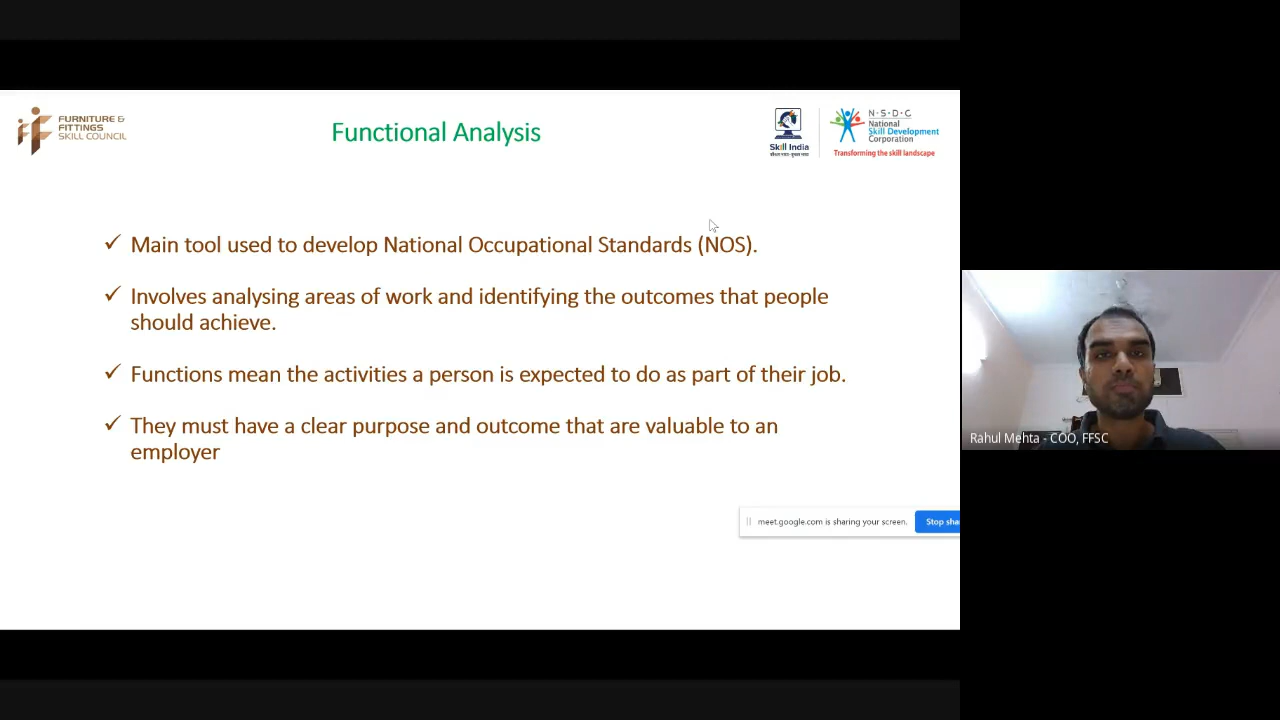 FURNITURE &
FITTINGS
SKILL COUNCIL
Functional Analysis
Skill India
N·S·D·C
National
Skill Development
Corporation
Transforming the skill landscape
✓ Main tool used to develop National Occupational Standards (NOS).
✓ Involves analysing areas of work and identifying the outcomes that people
should achieve.
✓ Functions mean the activities a person is expected to do as part of their job.
✓ They must have a clear purpose and outcome that are valuable to an
employer
meet.google.com is sharing your screen.
Stop sha
Rahul Mehta - COO, FFSC